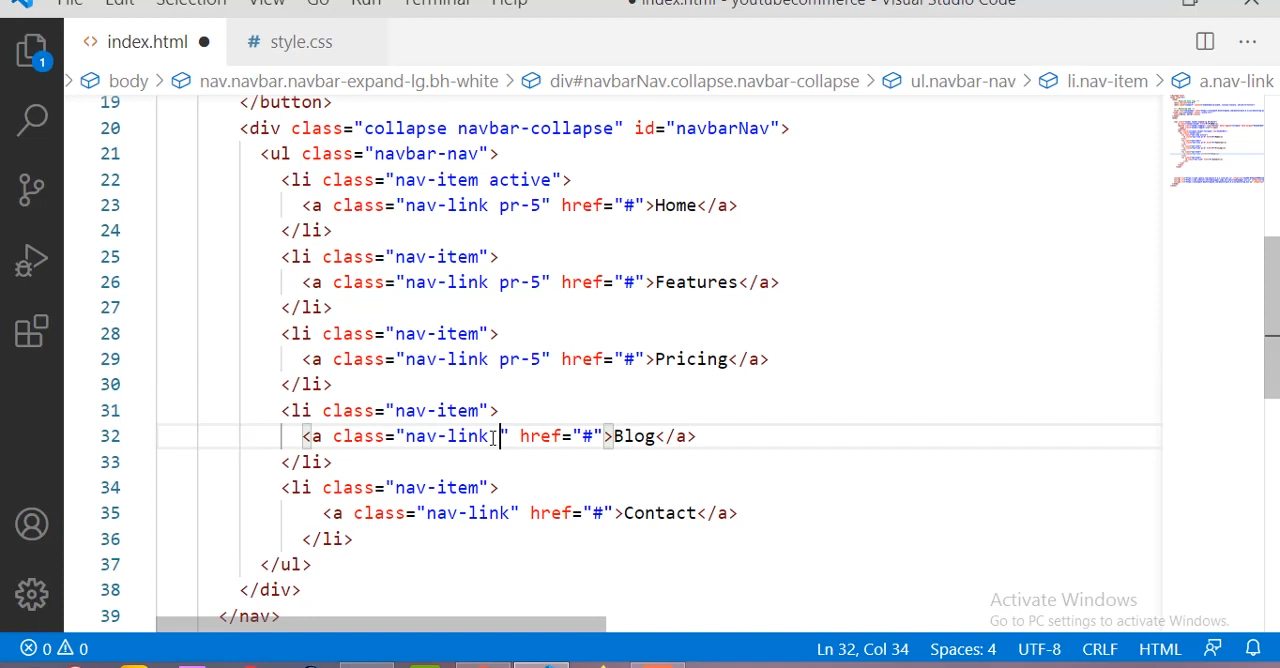 File Edit Selection View Go Run Terminal Help ● index.html - youtubecommerce - Visual Studio Code
<> index.html ● # style.css ···
1
> body > nav.navbar.navbar-expand-lg.bh-white > div#navbarNav.collapse.navbar-collapse > ul.navbar-nav > li.nav-item > a.nav-link
19 </button>
20 <div class="collapse navbar-collapse" id="navbarNav">
21 <ul class="navbar-nav">
22 <li class="nav-item active">
23 <a class="nav-link pr-5" href="#">Home</a>
24 </li>
25 <li class="nav-item">
26 <a class="nav-link pr-5" href="#">Features</a>
27 </li>
28 <li class="nav-item">
29 <a class="nav-link pr-5" href="#">Pricing</a>
30 </li>
31 <li class="nav-item">
32 <a class="nav-link " href="#">Blog</a>
33 </li>
34 <li class="nav-item">
35 <a class="nav-link" href="#">Contact</a>
36 </li>
37 </ul>
38 </div>
39 </nav>
Activate Windows
Go to PC settings to activate Windows.
0 0 Ln 32, Col 34 Spaces: 4 UTF-8 CRLF HTML